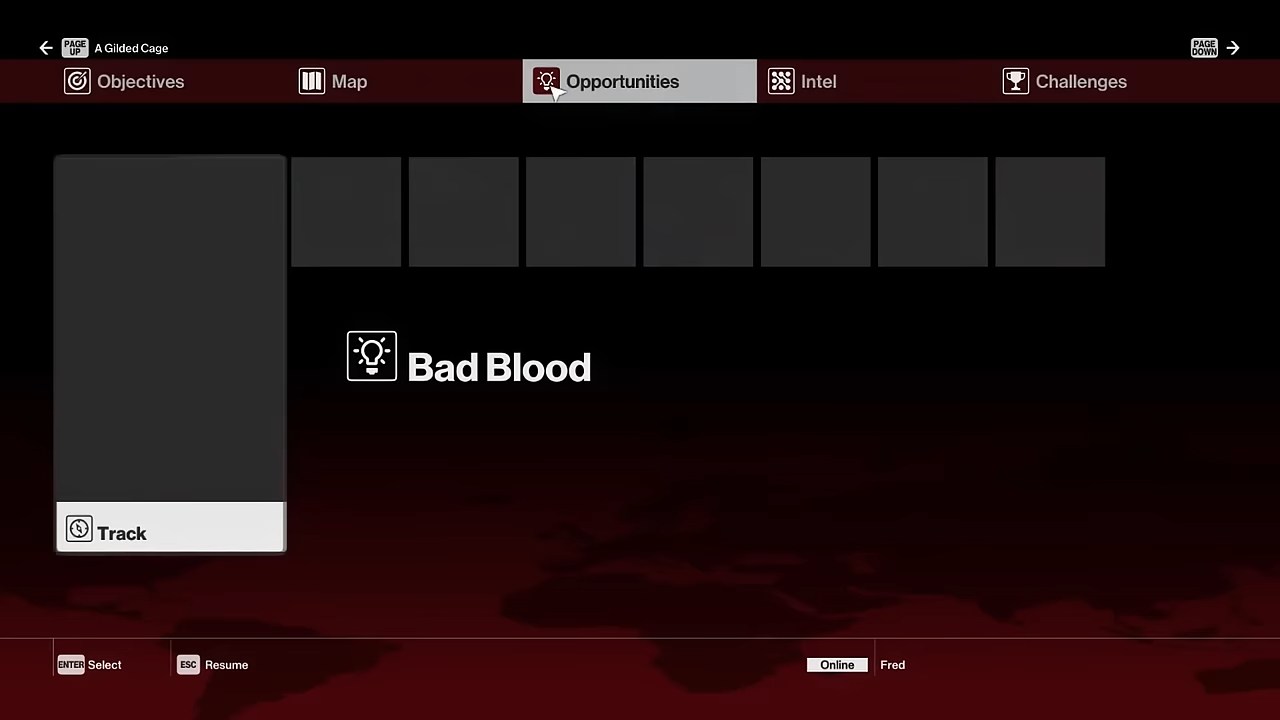 PAGE UP A Gilded Cage
PAGE DOWN
Objectives Map Opportunities Intel Challenges
Bad Blood
Track
ENTER Select ESC Resume Online Fred